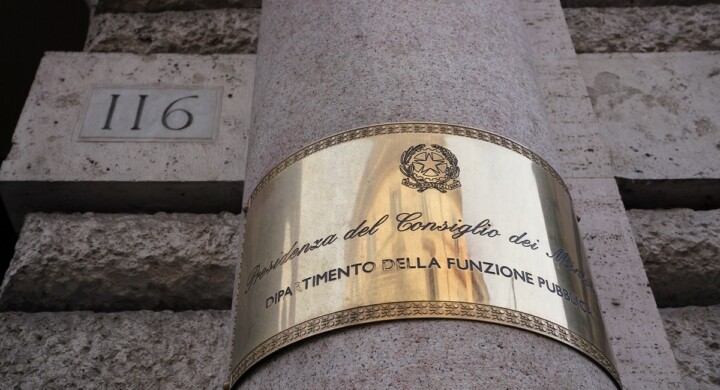 116
Presidenza del Consiglio dei
DIPARTIMENTO DELLA FUNZIONE